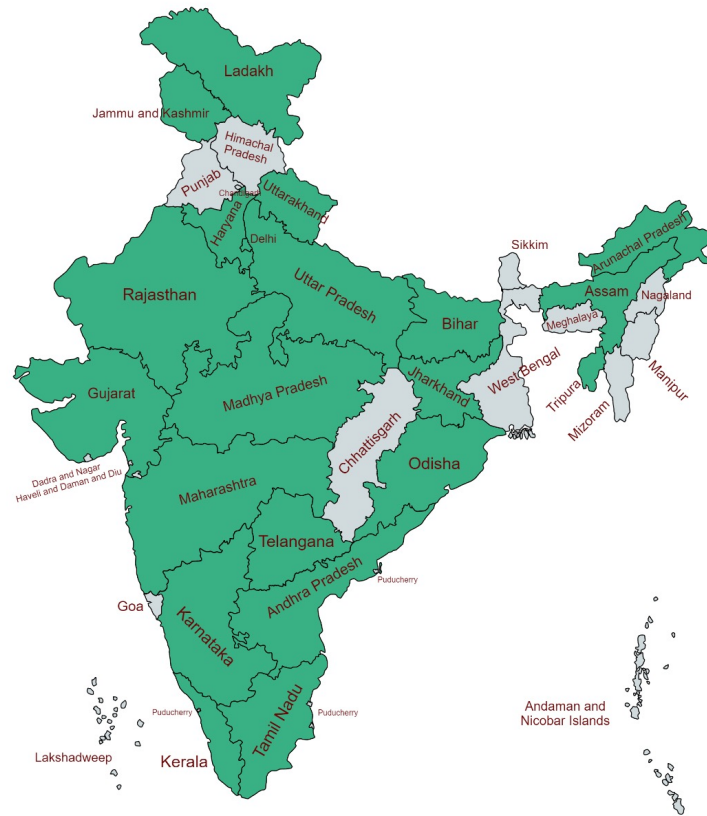 Ladakh
Jammu and Kashmir
Himachal
Pradesh
Punjab
Chandigarh
Uttarakhand
Haryana
Delhi
Arunachal Pradesh
Sikkim
Rajasthan
Uttar Pradesh
Assam
Nagaland
Bihar
Meghalaya
Gujarat
Madhya Pradesh
Jharkhand
West Bengal
Tripura
Mizoram
Manipur
Chhattisgarh
Odisha
Dadra and Nagar
Haveli and Daman and Diu
Maharashtra
Telangana
Andhra Pradesh
Puducherry
Goa
Karnataka
Puducherry
Tamil Nadu
Puducherry
Andaman and
Nicobar Islands
Lakshadweep
Kerala